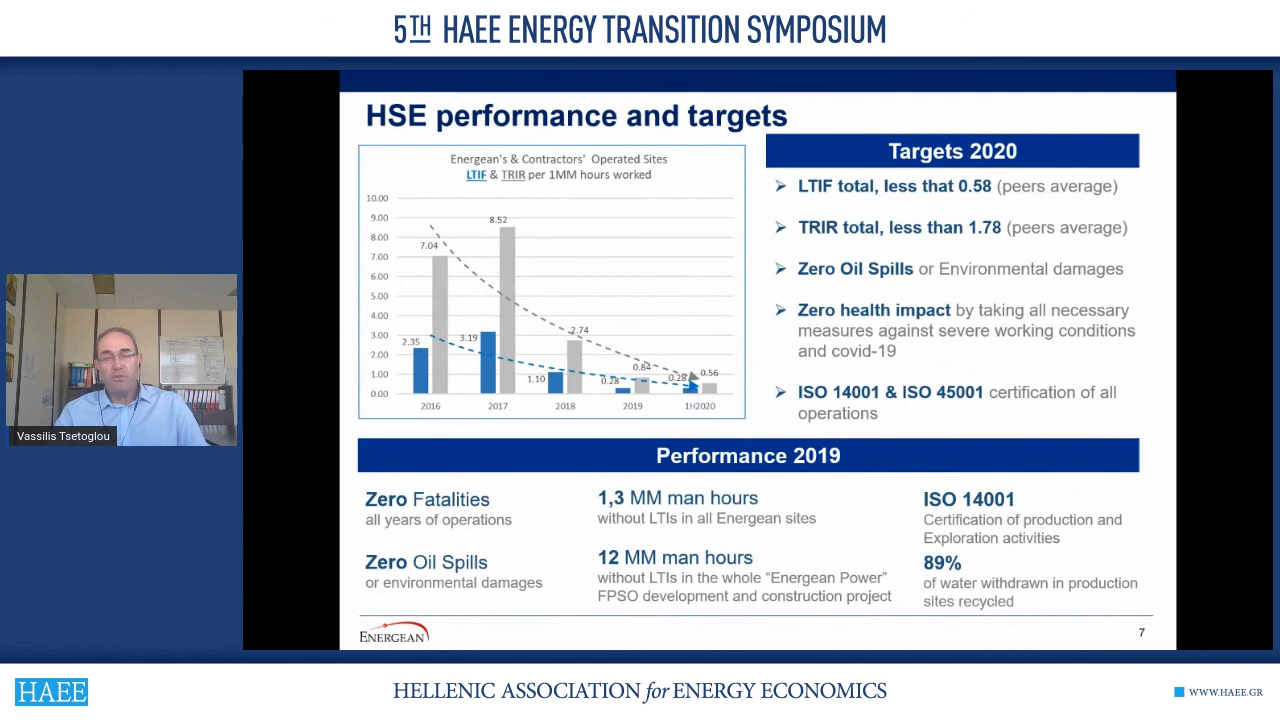 5TH HAEE ENERGY TRANSITION SYMPOSIUM
HSE performance and targets
Energean's & Contractors' Operated Sites
LTIF & TRIR per 1MM hours worked
10.00
9.00
8.00
7.00
6.00
5.00
4.00
3.00
2.00
1.00
0.00
2.35
7.04
3.19
8.52
1.10
2.74
0.28
0.84
0.28
0.56
2016
2017
2018
2019
1H2020
Targets 2020
➢ LTIF total, less that 0.58 (peers average)
➢ TRIR total, less than 1.78 (peers average)
➢ Zero Oil Spills or Environmental damages
➢ Zero health impact by taking all necessary
measures against severe working conditions
and covid-19
➢ ISO 14001 & ISO 45001 certification of all
operations
Vassilis Tsetoglou
Performance 2019
Zero Fatalities
all years of operations
Zero Oil Spills
or environmental damages
1,3 MM man hours
without LTIs in all Energean sites
12 MM man hours
without LTIs in the whole “Energean Power”
FPSO development and construction project
ISO 14001
Certification of production and
Exploration activities
89%
of water withdrawn in production
sites recycled
ENERGEAN
7
HAEE
HELLENIC ASSOCIATION for ENERGY ECONOMICS
WWW.HAEE.GR